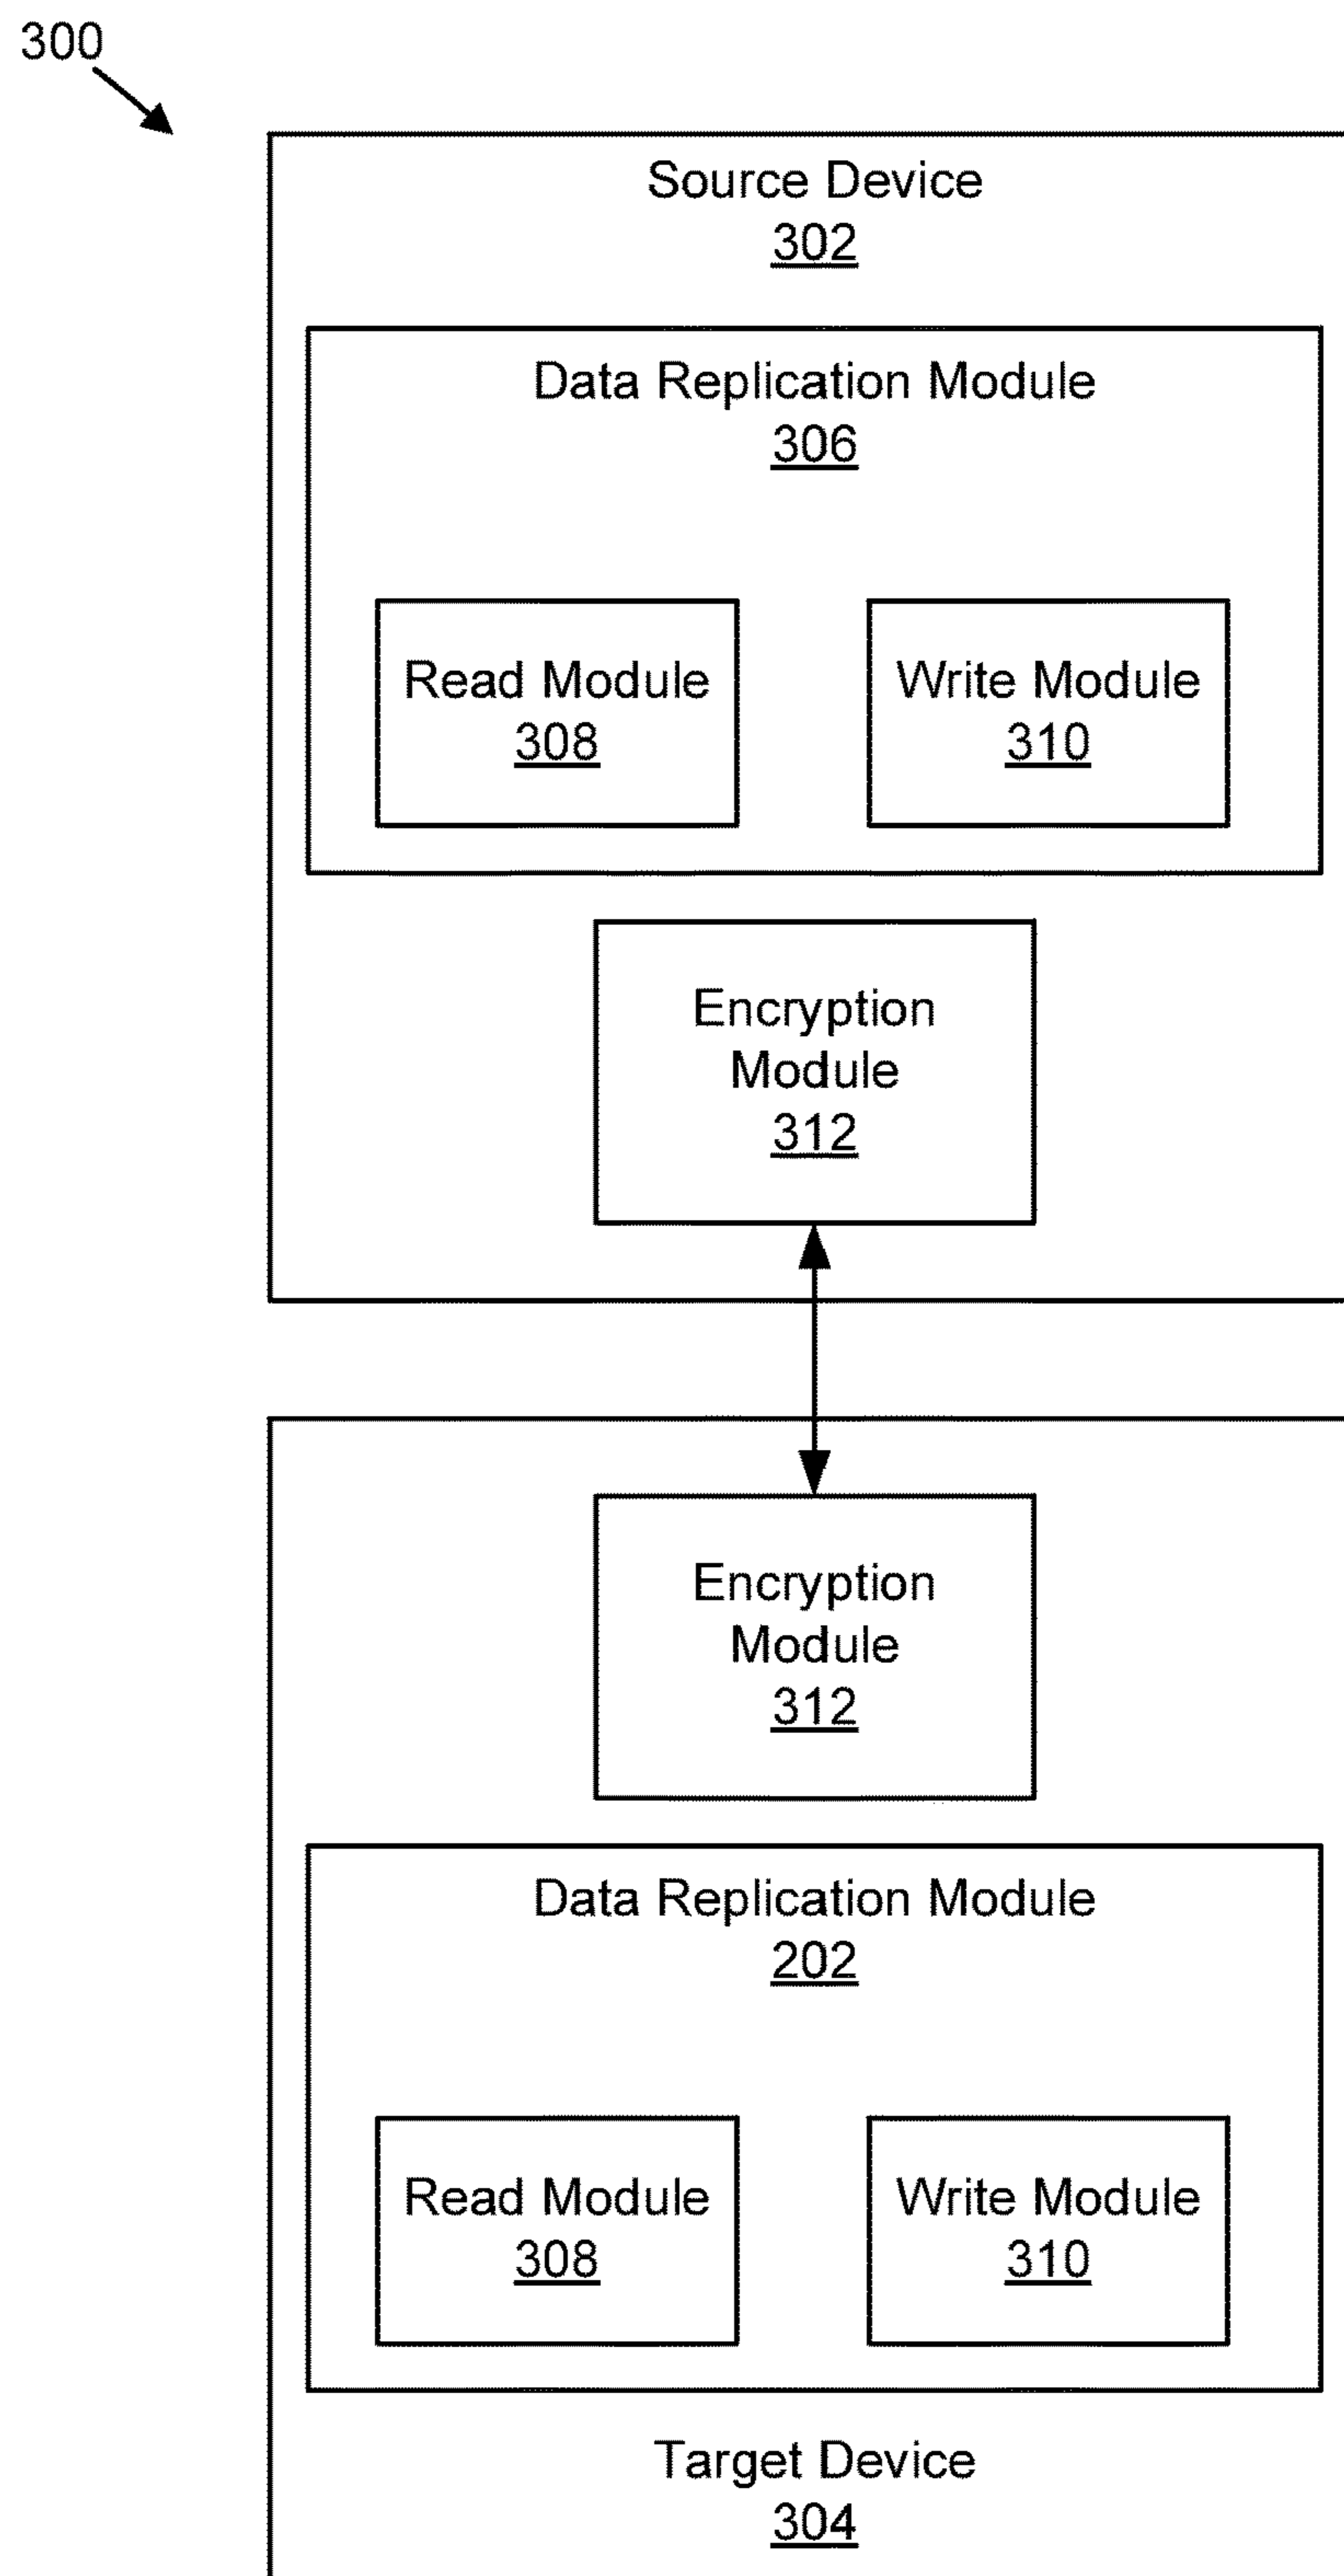 300
Source Device
302
Data Replication Module
306
Read Module
308
Write Module
310
Encryption
Module
312
Encryption
Module
312
Data Replication Module
202
Read Module
308
Write Module
310
Target Device
304